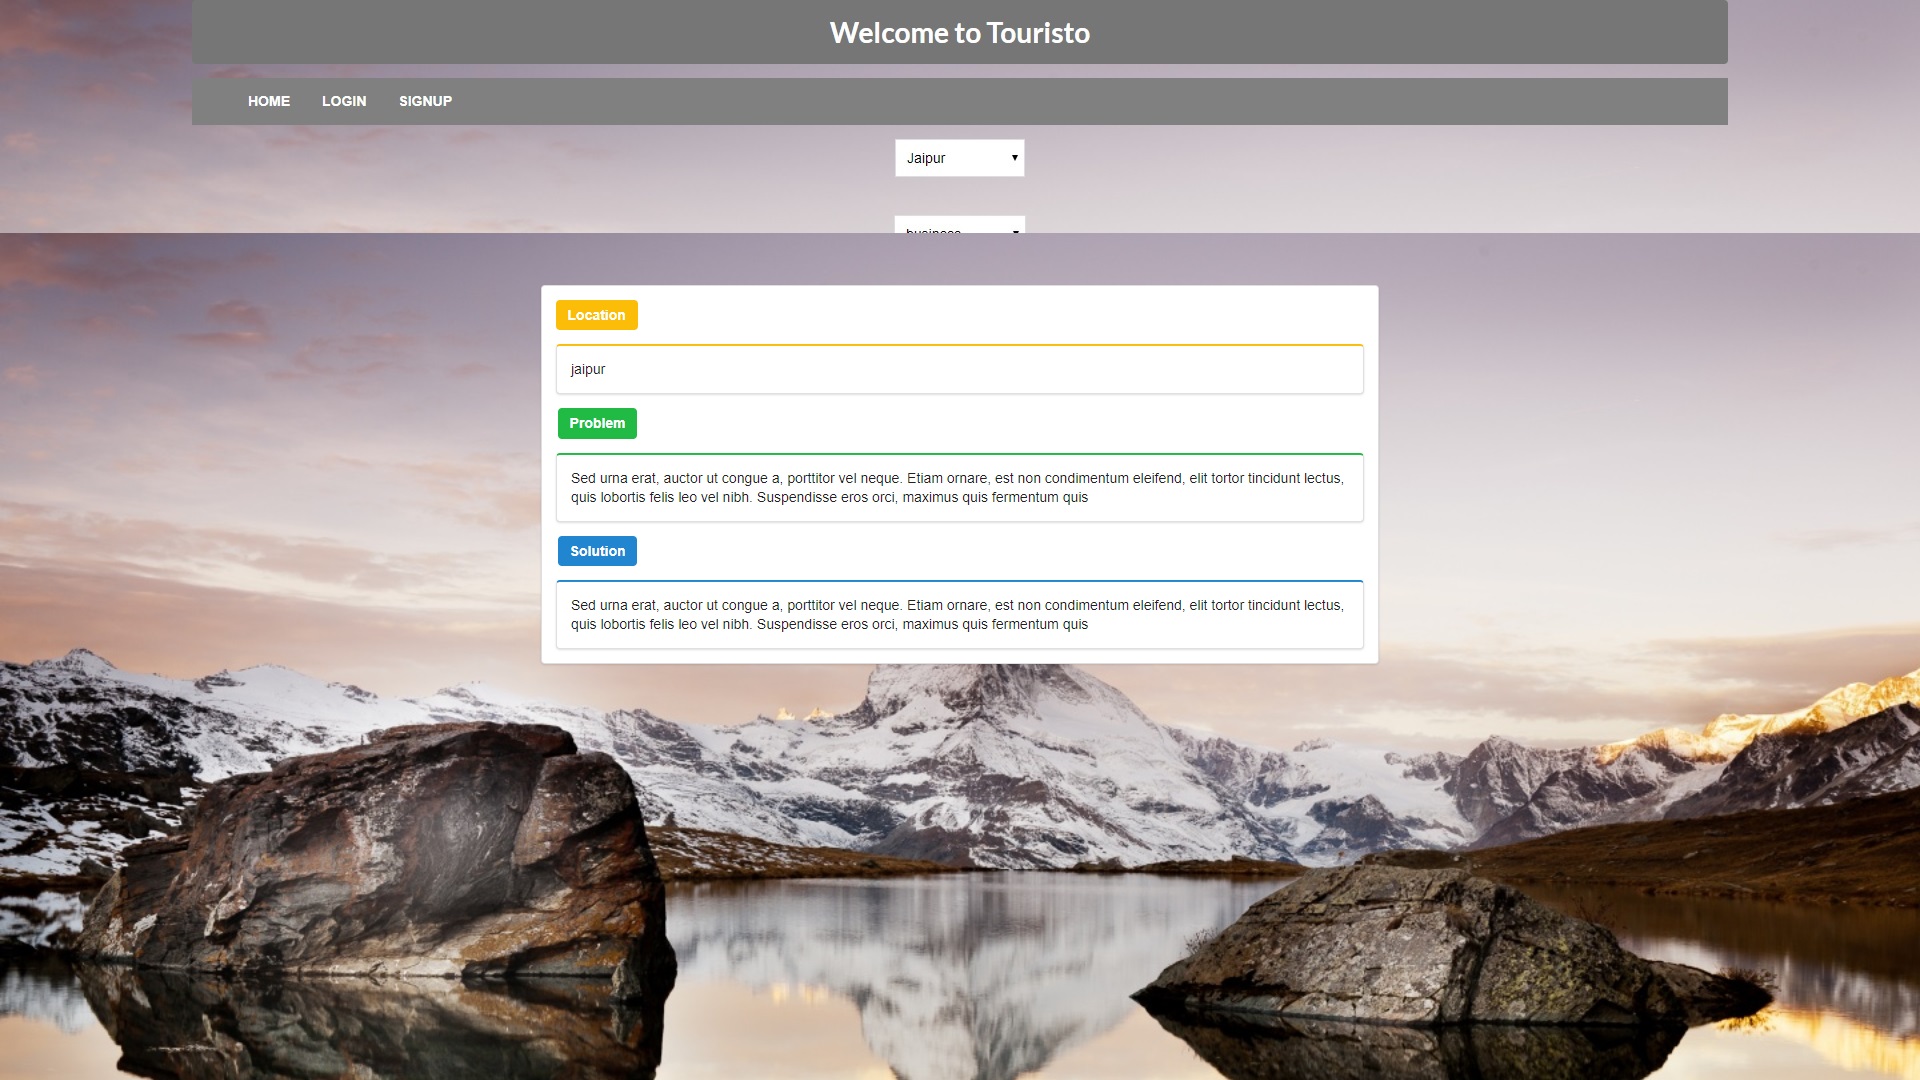 Welcome to Touristo
HOME LOGIN SIGNUP
Jaipur
business
Location
jaipur
Problem
Sed urna erat, auctor ut congue a, porttitor vel neque. Etiam ornare, est non condimentum eleifend, elit tortor tincidunt lectus,
quis lobortis felis leo vel nibh. Suspendisse eros orci, maximus quis fermentum quis
Solution
Sed urna erat, auctor ut congue a, porttitor vel neque. Etiam ornare, est non condimentum eleifend, elit tortor tincidunt lectus,
quis lobortis felis leo vel nibh. Suspendisse eros orci, maximus quis fermentum quis